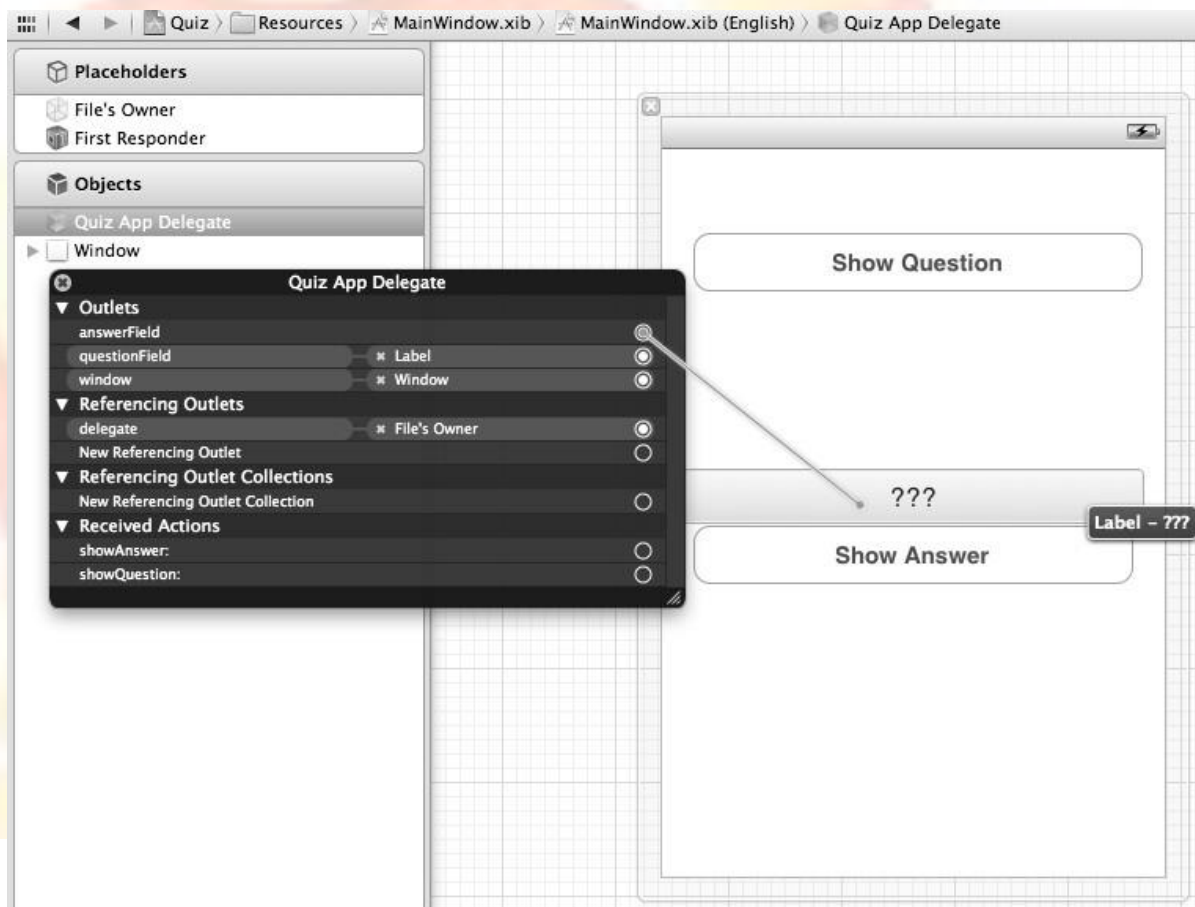 Quiz Resources MainWindow.xib MainWindow.xib (English) Quiz App Delegate
Placeholders
File's Owner
First Responder
Objects
Quiz App Delegate
Window
Quiz App Delegate
Outlets
answerField
questionField Label
window Window
Referencing Outlets
delegate File's Owner
New Referencing Outlet
Referencing Outlet Collections
New Referencing Outlet Collection
Received Actions
showAnswer:
showQuestion:
Show Question
???
Label – ???
Show Answer